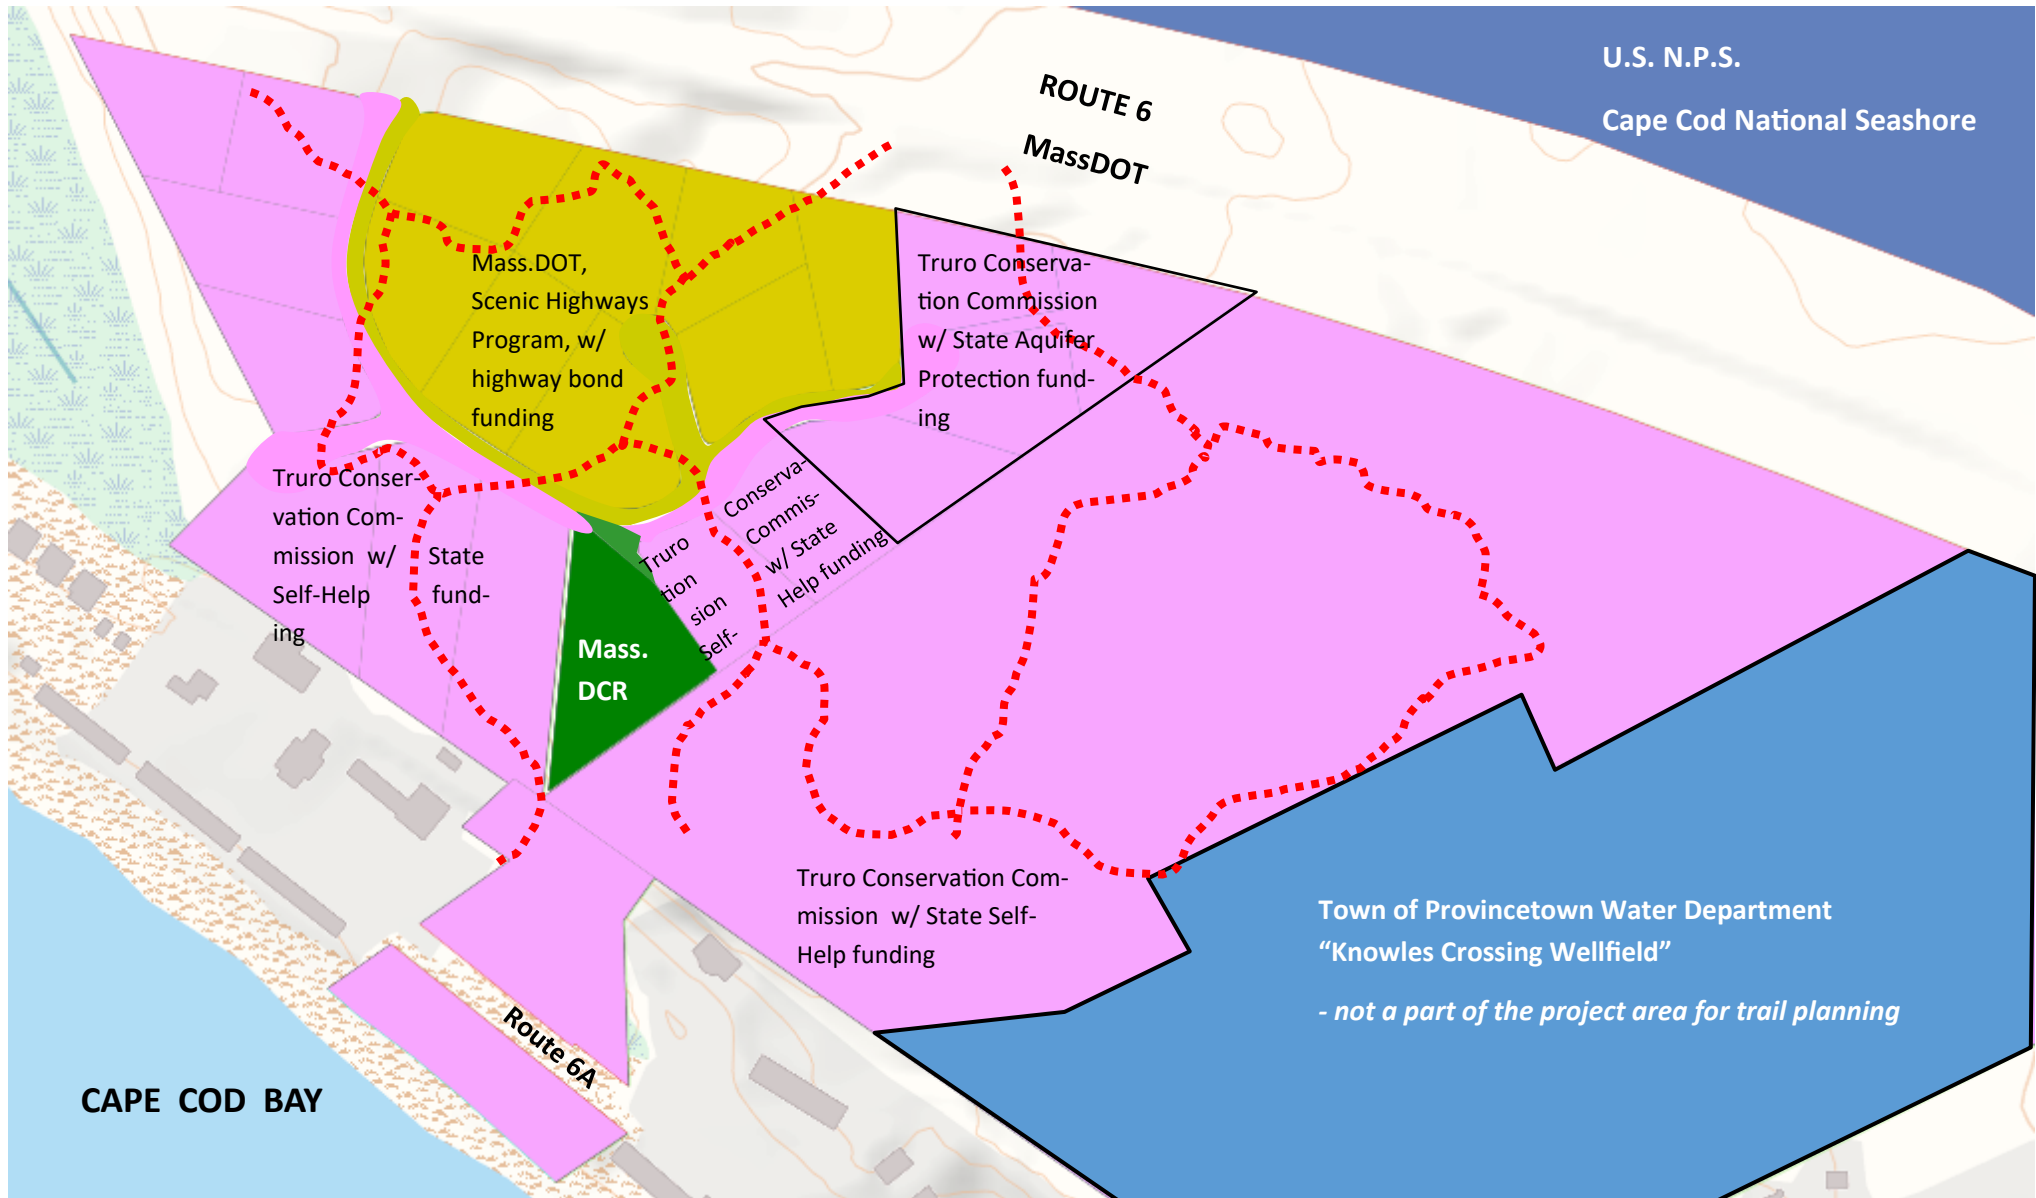 U.S. N.P.S.
Cape Cod National Seashore
ROUTE 6
MassDOT
Mass.DOT,
Scenic Highways
Program, w/
highway bond
funding
Truro Conserva-
tion Commission
w/ State Aquifer
Protection fund-
ing
Truro Conser-
vation Com-
mission w/ State
Self-Help fund-
ing
Truro Conserva-
tion Commis-
sion w/ State
Self- Help funding
Mass.
DCR
Truro Conservation Com-
mission w/ State Self-
Help funding
Town of Provincetown Water Department
“Knowles Crossing Wellfield”
- not a part of the project area for trail planning
Route 6A
CAPE COD BAY